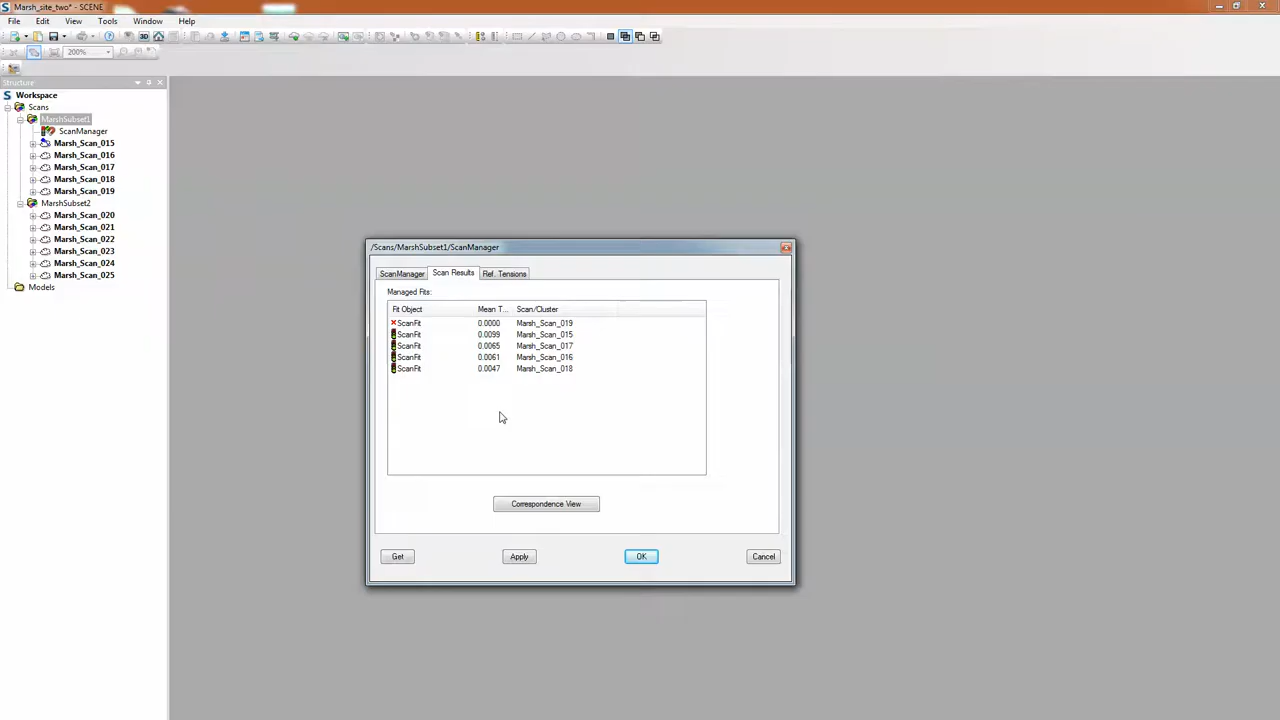 Marsh_site_two* - SCENE
File Edit View Tools Window Help
200%
Structure
Workspace
Scans
MarshSubset1
ScanManager
Marsh_Scan_015
Marsh_Scan_016
Marsh_Scan_017
Marsh_Scan_018
Marsh_Scan_019
MarshSubset2
Marsh_Scan_020
Marsh_Scan_021
Marsh_Scan_022
Marsh_Scan_023
Marsh_Scan_024
Marsh_Scan_025
Models
/Scans/MarshSubset1/ScanManager
ScanManager Scan Results Ref. Tensions
Managed Fits:
Fit Object Mean T... Scan/Cluster
ScanFit 0.0000 Marsh_Scan_019
ScanFit 0.0099 Marsh_Scan_015
ScanFit 0.0065 Marsh_Scan_017
ScanFit 0.0061 Marsh_Scan_016
ScanFit 0.0047 Marsh_Scan_018
Correspondence View
Get Apply OK Cancel